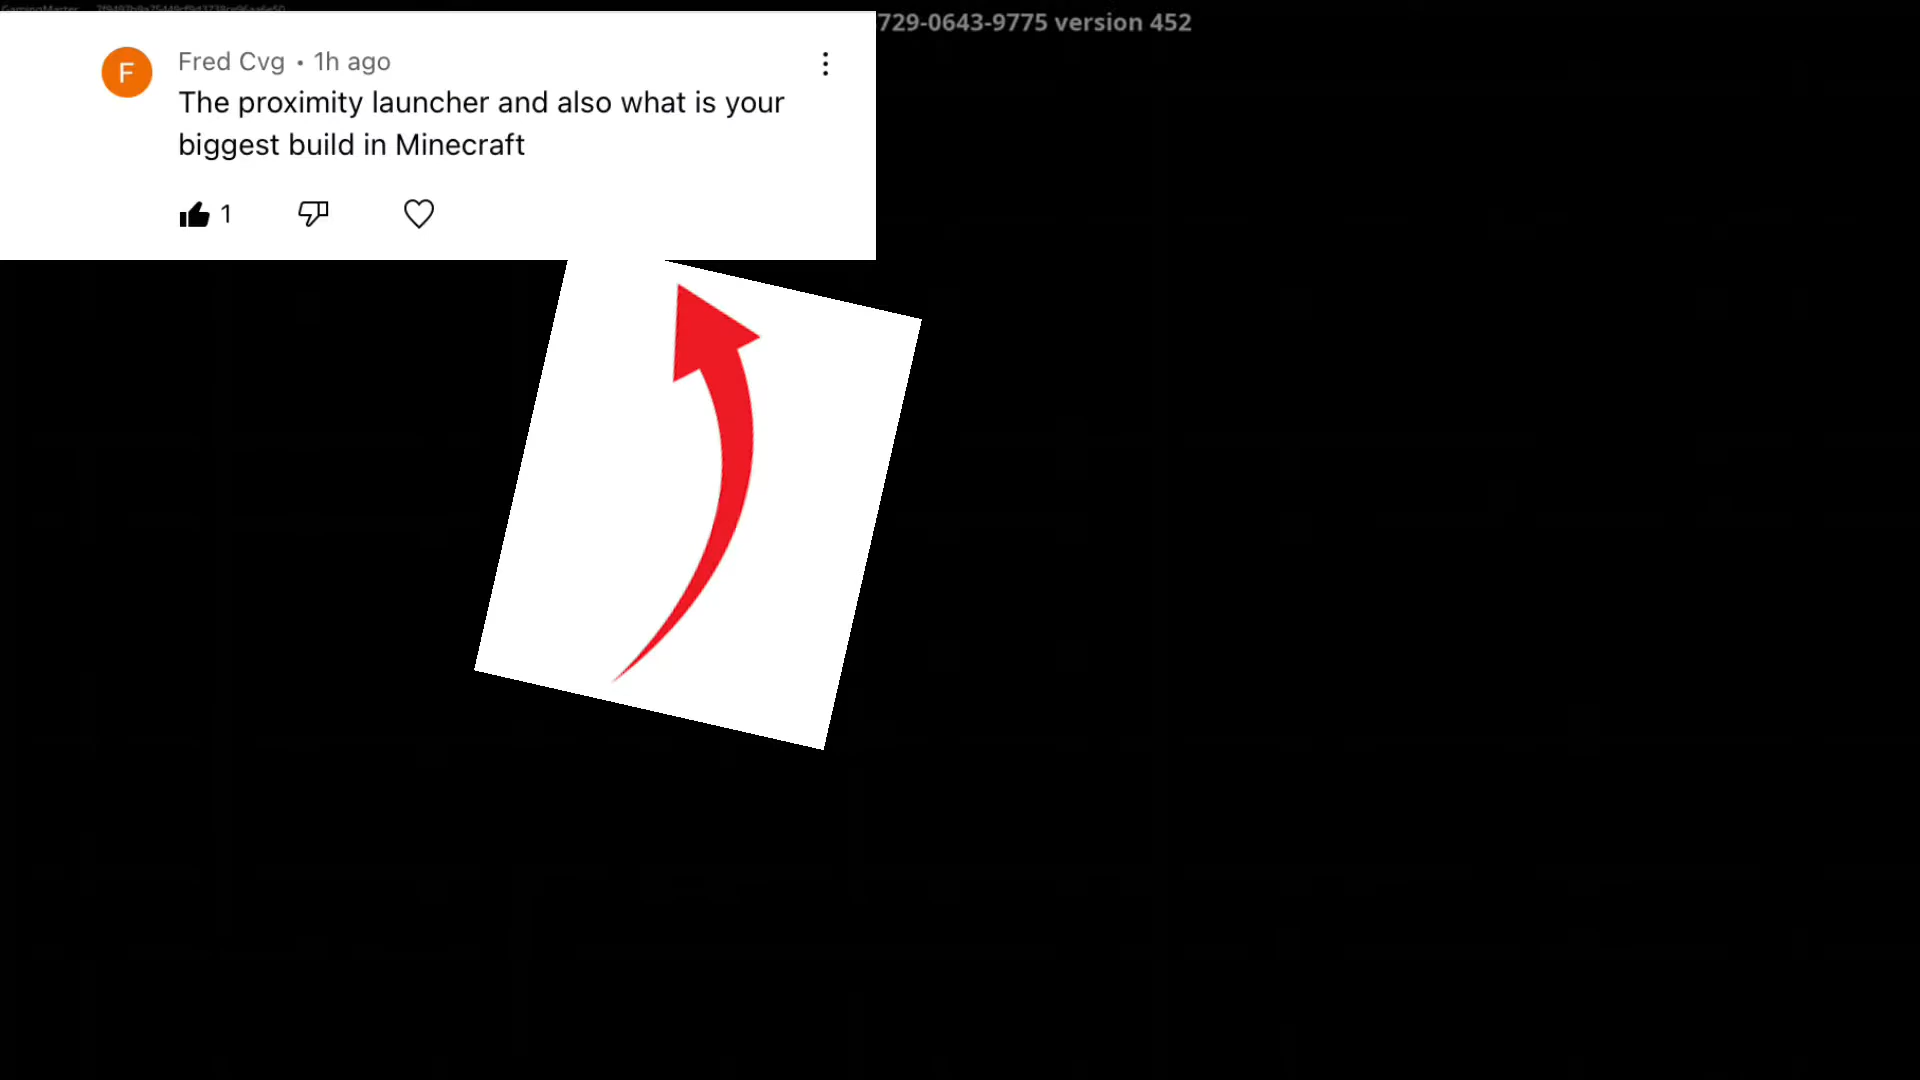 729-0643-9775 version 452
F
Fred Cvg • 1h ago
The proximity launcher and also what is your
biggest build in Minecraft
1